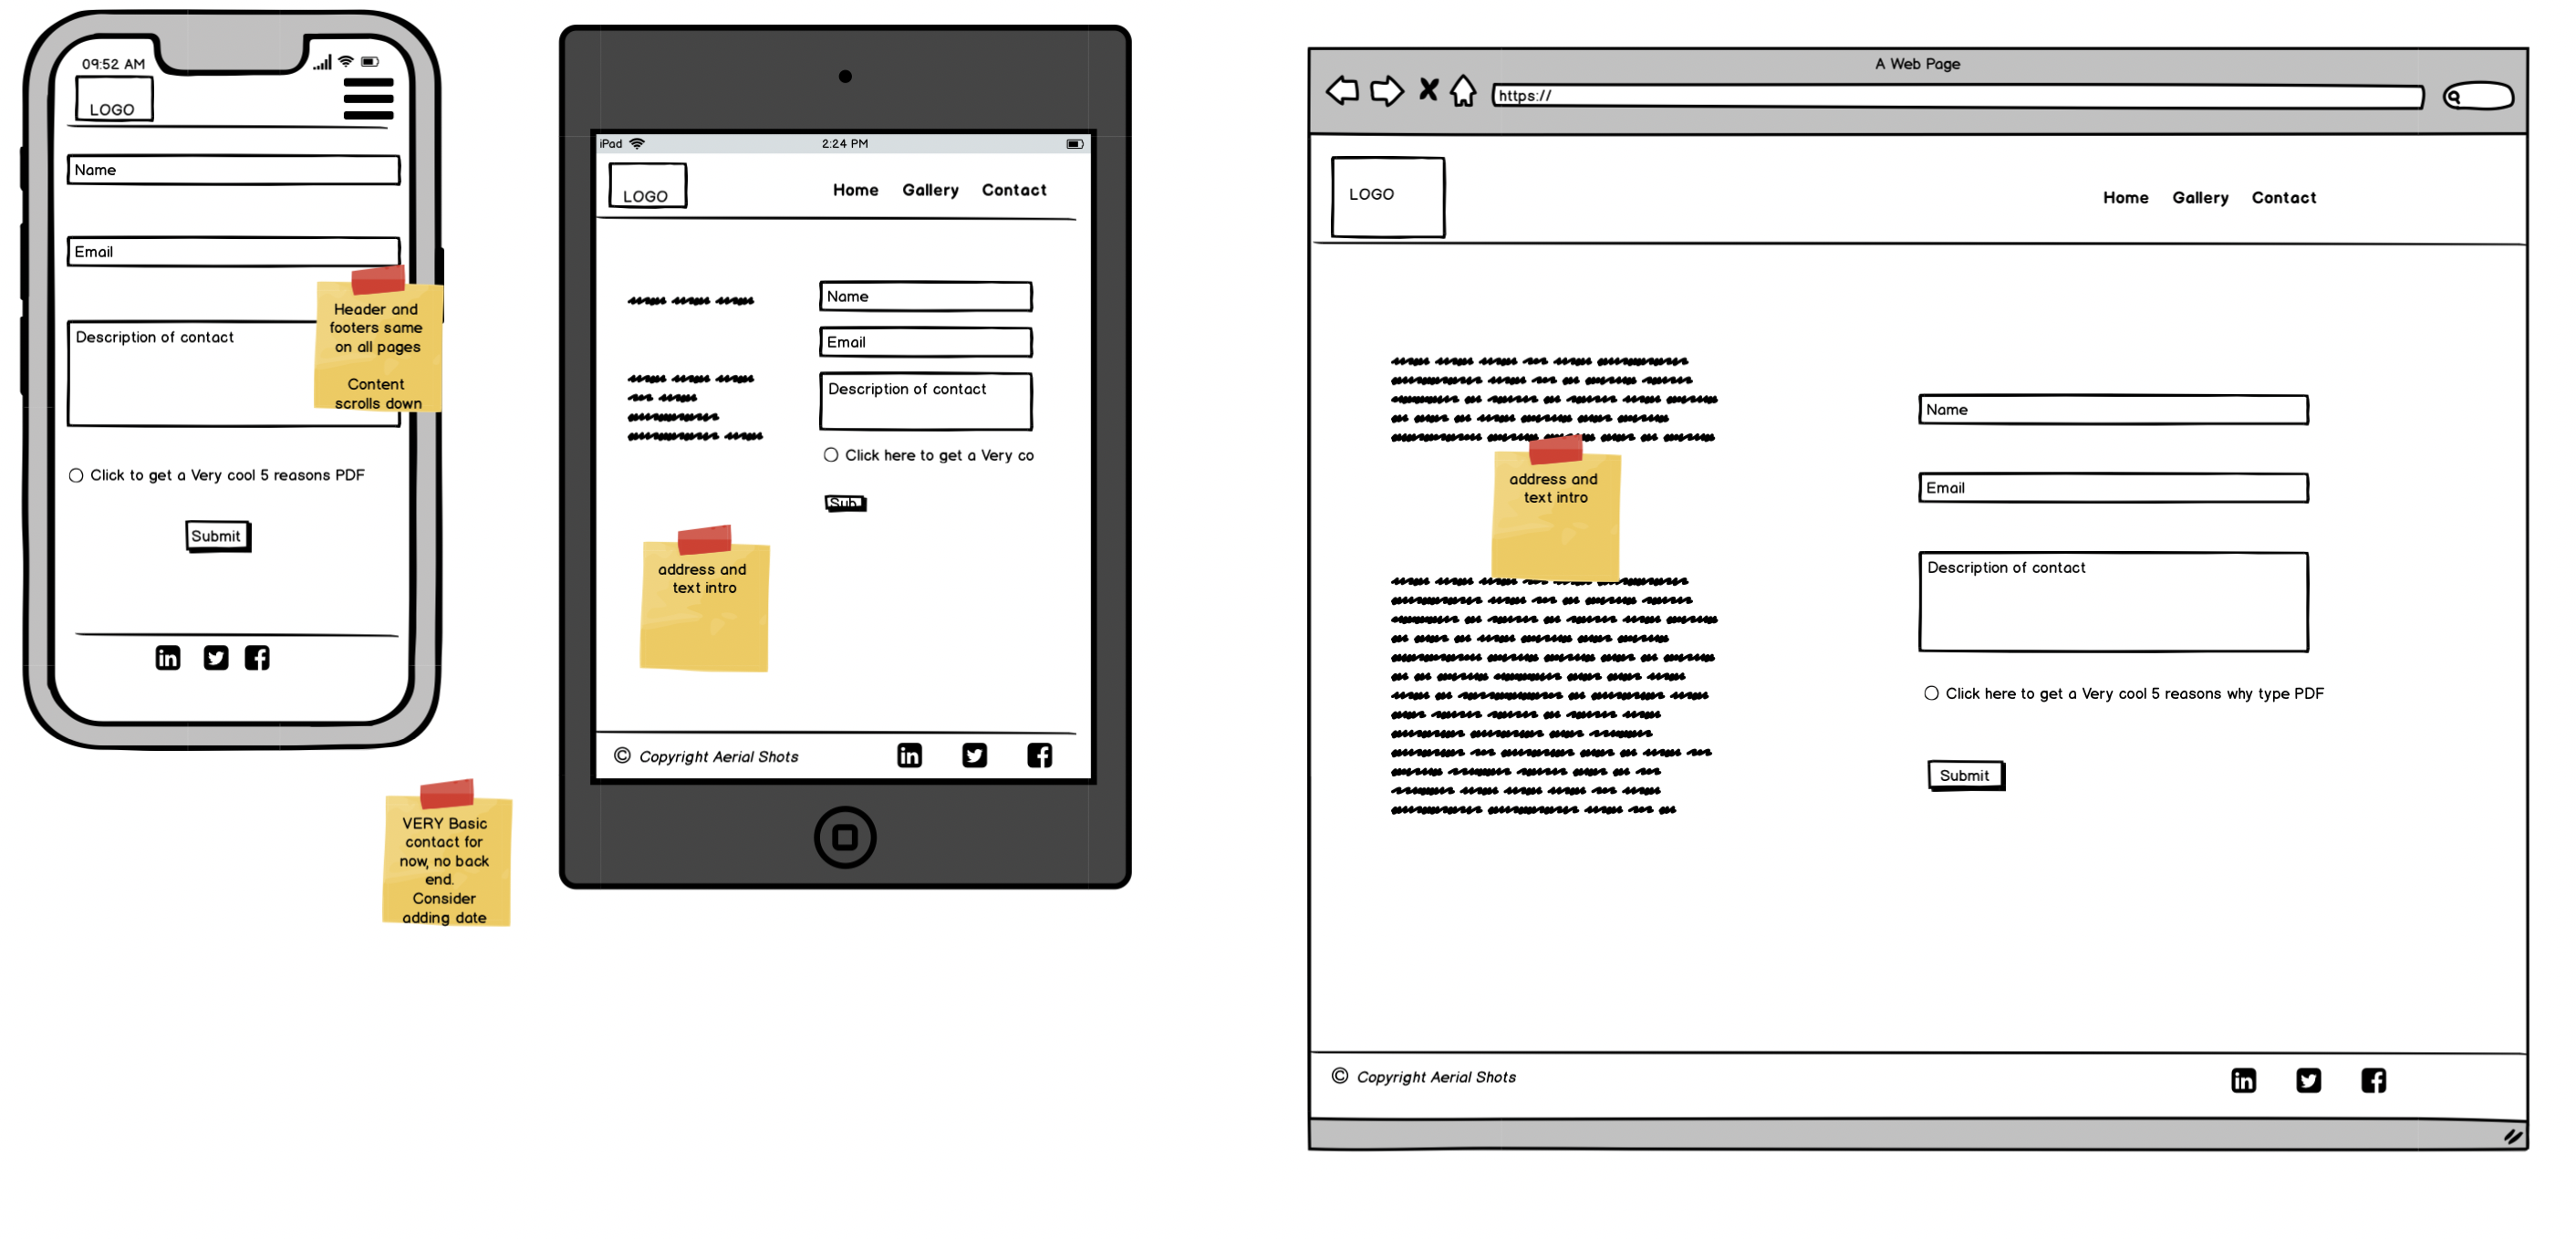 09:52 AM
LOGO
Name
Email
Header and
footers same
on all pages
Content
scrolls down
Description of contact
Click to get a Very cool 5 reasons PDF
Submit
in
VERY Basic
contact for
now, no back
end.
Consider
adding date
iPad
2:24 PM
LOGO
Home Gallery Contact
Name
Email
Description of contact
Click here to get a Very co
Sub
address and
text intro
© Copyright Aerial Shots
in
A Web Page
https://
LOGO
Home Gallery Contact
address and
text intro
Name
Email
Description of contact
Click here to get a Very cool 5 reasons why type PDF
Submit
© Copyright Aerial Shots
in